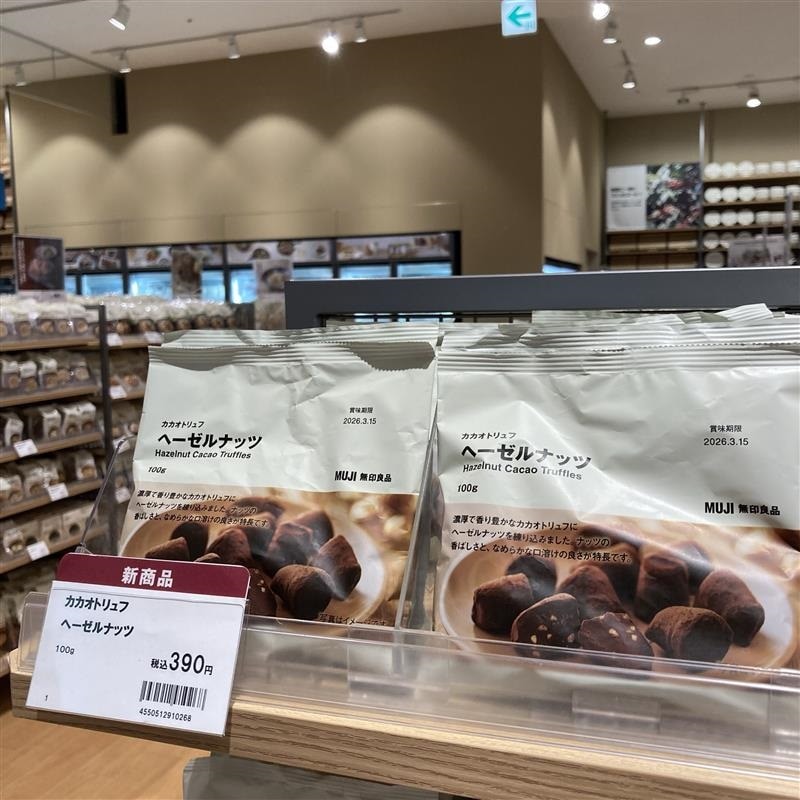 カカオトリュフ
ヘーゼルナッツ
Hazelnut Cacao Truffles
100g
賞味期限
2026.3.15
MUJI 無印良品
濃厚で香り豊かなカカオトリュフに
ヘーゼルナッツを練り込みました。ナッツの
香ばしさと、なめらかな口溶けの良さが特長です。
写真はイメージです。
カカオトリュフ
ヘーゼルナッツ
Hazelnut Cacao Truffles
100g
賞味期限
2026.3.15
MUJI 無印良品
濃厚で香り豊かなカカオトリュフに
ヘーゼルナッツを練り込みました。ナッツの
香ばしさと、なめらかな口溶けの良さが特長です。
新商品
カカオトリュフ
ヘーゼルナッツ
100g
税込390円
1
4550512910268